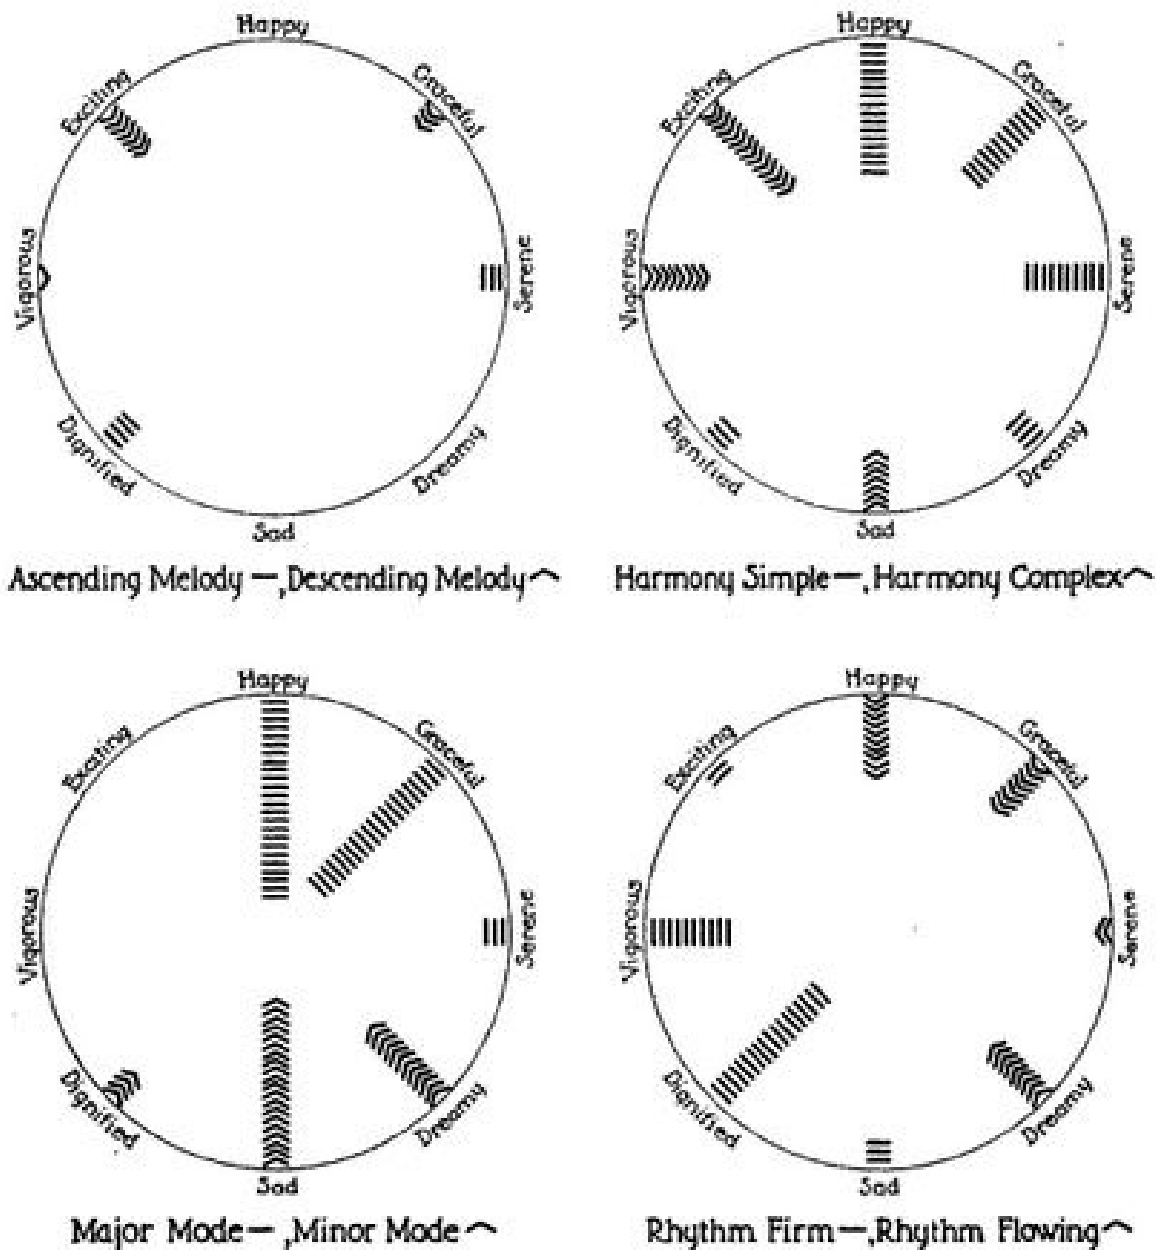 Happy
Exciting
Graceful
Vigorous
Serene
Dignified
Dreamy
Sad
Ascending Melody —, Descending Melody ⌒
Happy
Exciting
Graceful
Vigorous
Serene
Dignified
Dreamy
Sad
Harmony Simple —, Harmony Complex ⌒
Happy
Exciting
Graceful
Vigorous
Serene
Dignified
Dreamy
Sad
Major Mode —, Minor Mode ⌒
Happy
Exciting
Graceful
Vigorous
Serene
Dignified
Dreamy
Sad
Rhythm Firm —, Rhythm Flowing ⌒